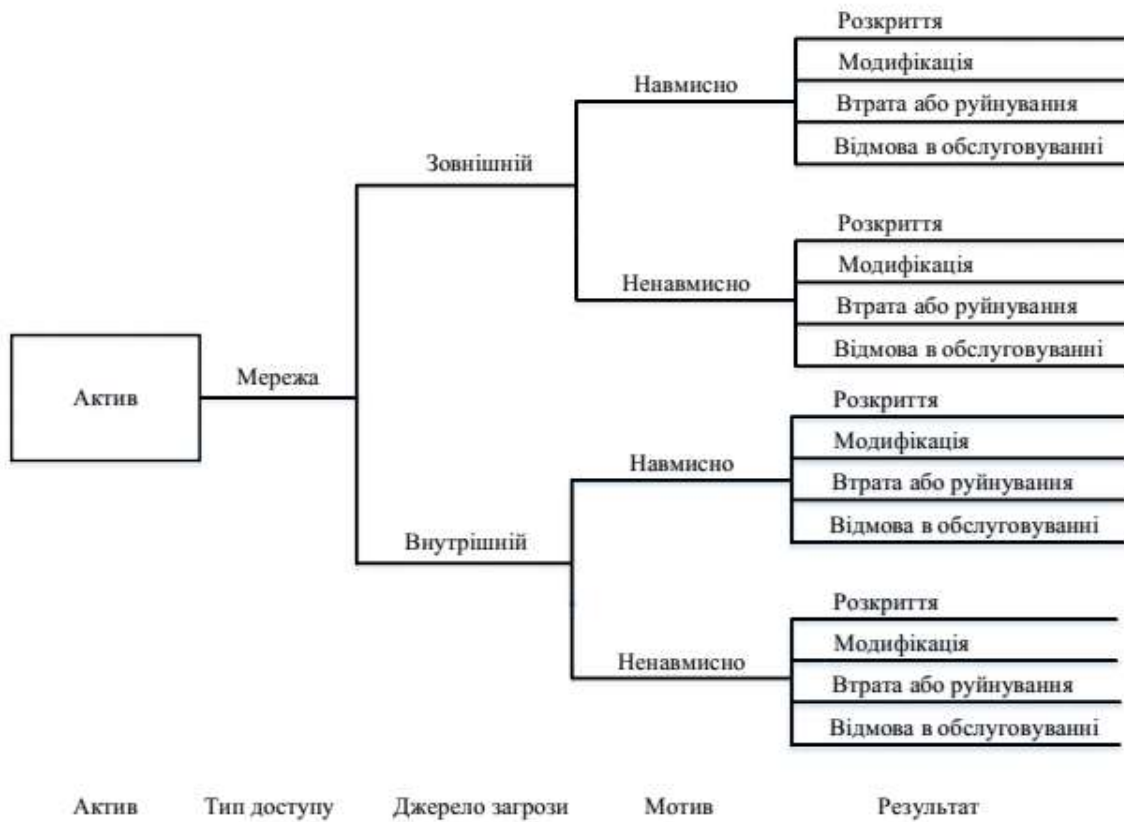 Розкриття
Модифікація
Навмисно
Втрата або руйнування
Відмова в обслуговуванні
Зовнішній
Розкриття
Модифікація
Ненавмисно
Втрата або руйнування
Відмова в обслуговуванні
Актив
Мережа
Розкриття
Модифікація
Навмисно
Втрата або руйнування
Відмова в обслуговуванні
Внутрішній
Розкриття
Модифікація
Ненавмисно
Втрата або руйнування
Відмова в обслуговуванні
Актив Тип доступу Джерело загрози Мотив Результат